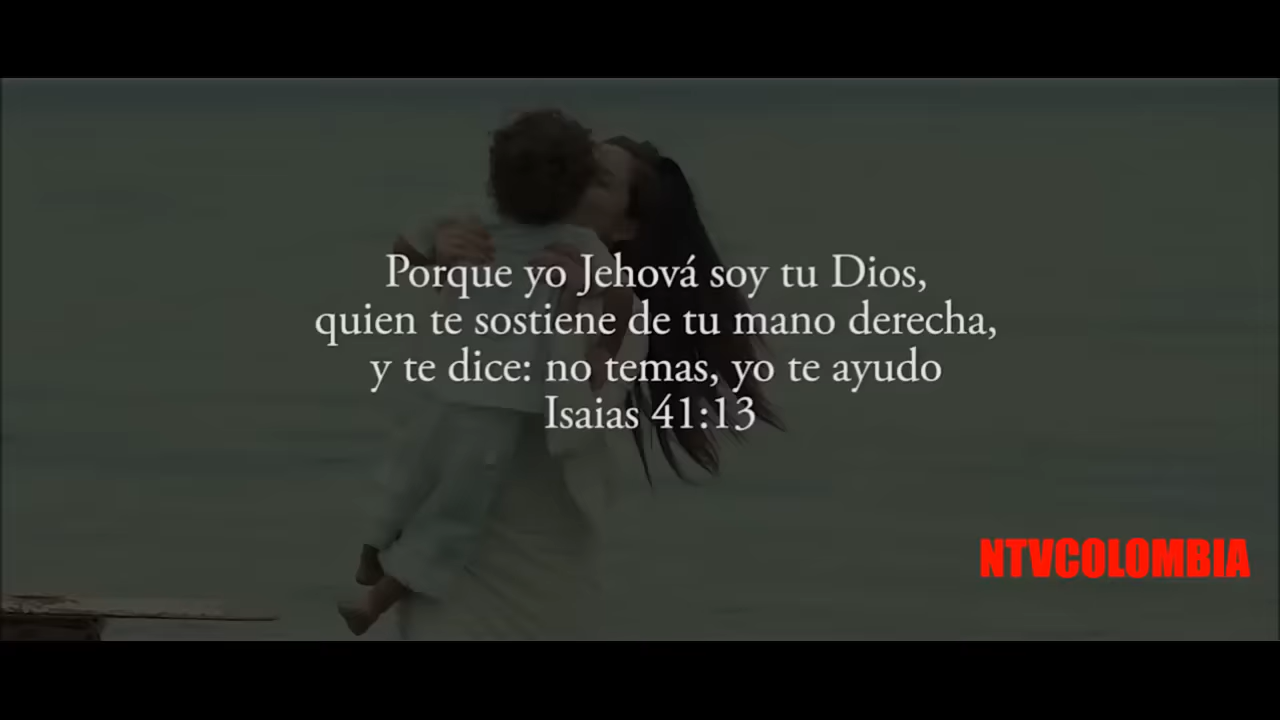 Porque yo Jehová soy tu Dios,
quien te sostiene de tu mano derecha,
y te dice: no temas, yo te ayudo
Isaias 41:13
NTVCOLOMBIA